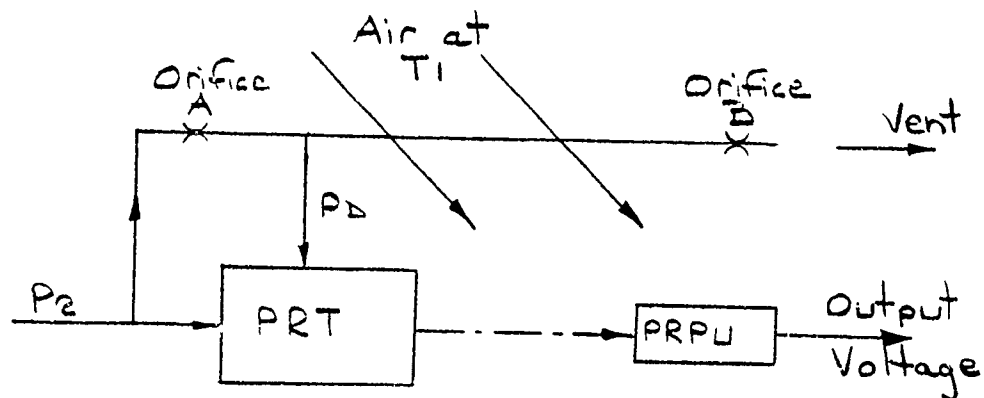 Air at
T1
Orifice
A
Orifice
B
Vent
PD
P2
PRT
PRPU
Output
Voltage